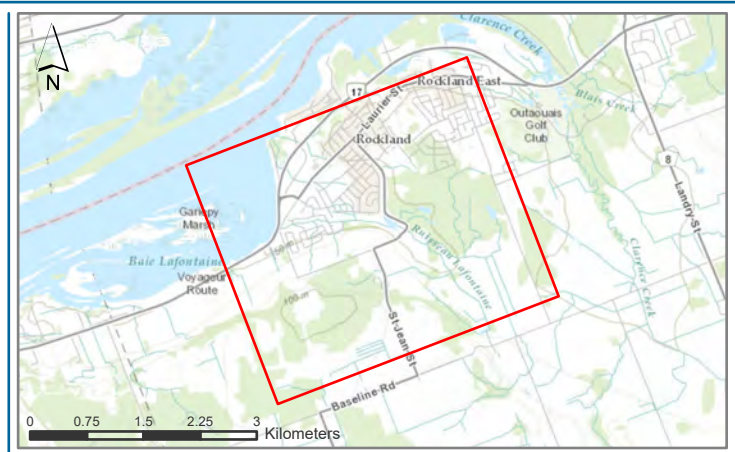 Clarence Creek
N
17
Laurier St
Rockland East
Blais Creek
Outaouais
Golf
Club
Rockland
8
Landry St
Ganopy
Marsh
50 m
Ruisseau Lafontaine
Clarence Creek
Baie Lafontaine
Voyageur
Route
100 m
St Jean St
Baseline Rd
0 0.75 1.5 2.25 3
Kilometers